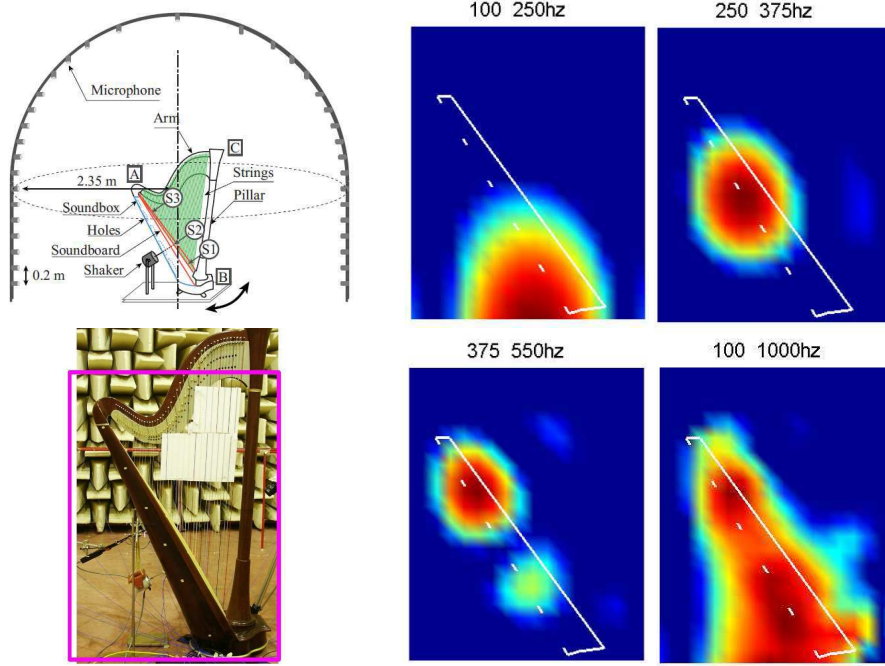 Microphone
Arm
C
A
2.35 m
Strings
S3
Pillar
Soundbox
Holes
S2
Soundboard
S1
Shaker
B
0.2 m
100 250hz
250 375hz
375 550hz
100 1000hz